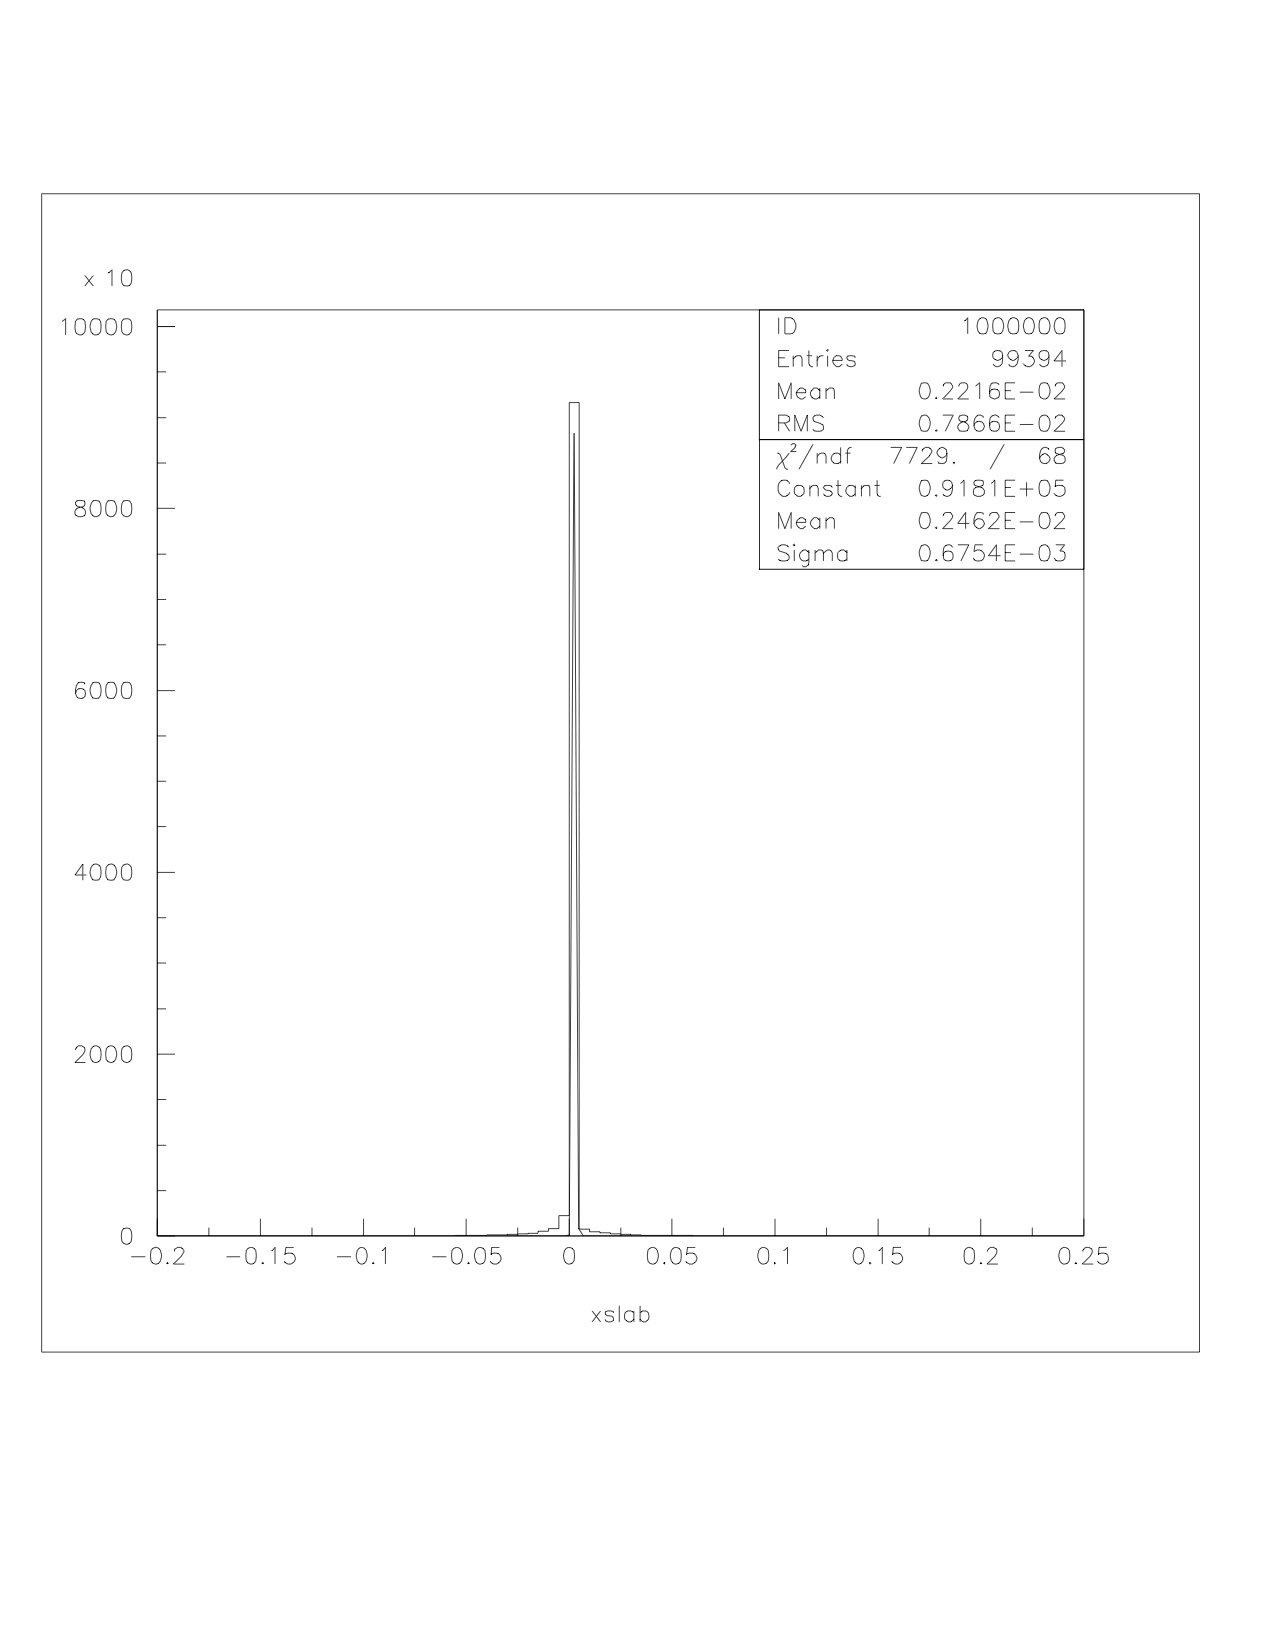 x 10
10000
8000
6000
4000
2000
0
ID 1000000
Entries 99394
Mean 0.2216E−02
RMS 0.7866E−02
χ²/ndf 7729. / 68
Constant 0.9181E+05
Mean 0.2462E−02
Sigma 0.6754E−03
−0.2 −0.15 −0.1 −0.05 0 0.05 0.1 0.15 0.2 0.25
xslab